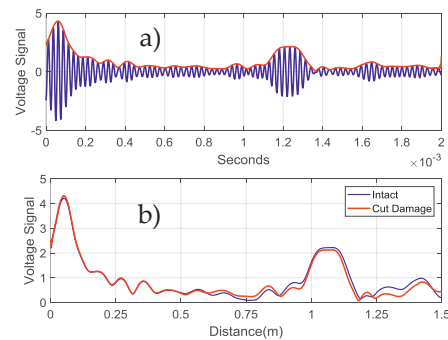 a)
Voltage Signal
5
0
-5
0 0.2 0.4 0.6 0.8 1 1.2 1.4 1.6 1.8 2
Seconds
×10⁻³
b)
Voltage Signal
5
4
3
2
1
0
Intact
Cut Damage
0 0.25 0.5 0.75 1 1.25 1.5
Distance(m)